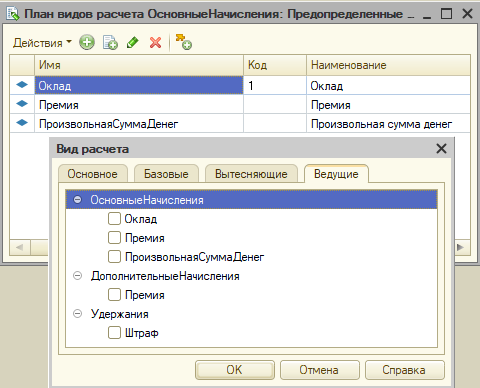 План видов расчета ОсновныеНачисления: Предопределенные ...
Действия
Имя Код Наименование
Оклад 1 Оклад
Премия Премия
ПроизвольнаяСуммаДенег Произвольная сумма денег
Вид расчета
Основное Базовые Вытесняющие Ведущие
ОсновныеНачисления
Оклад
Премия
ПроизвольнаяСуммаДенег
ДополнительныеНачисления
Премия
Удержания
Штраф
OK Отмена Справка